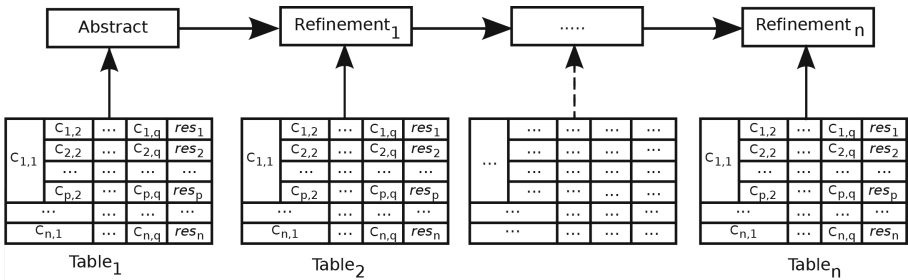 Abstract Refinement₁ ..... Refinement n
C₁,₁ C₁,₂ ... C₁,q res₁ C₁,₁ C₁,₂ ... C₁,q res₁ ... ... ... ... ... C₁,₁ C₁,₂ ... C₁,q res₁
C₂,₂ ... C₂,q res₂ C₂,₂ ... C₂,q res₂ ... ... ... ... C₂,₂ ... C₂,q res₂
... ... ... ... ... ... ... ... ... ... ... ... ... ... ... ...
Cp,₂ ... Cp,q resp Cp,₂ ... Cp,q resp ... ... ... ... Cp,₂ ... Cp,q resp
... ... ... ... ... ... ... ... ... ... ... ... ... ... ... ...
Cn,₁ ... Cn,q resn Cn,₁ ... Cn,q resn ... ... ... ... Cn,₁ ... Cn,q resn
Table₁ Table₂ Table n